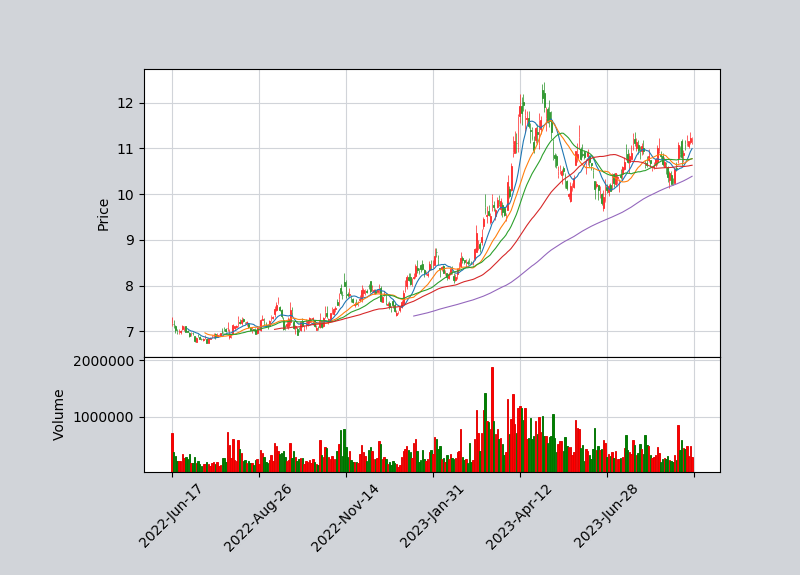 Price
12
11
10
9
8
7
Volume
2000000
1000000
2022-Jun-17
2022-Aug-26
2022-Nov-14
2023-Jan-31
2023-Apr-12
2023-Jun-28